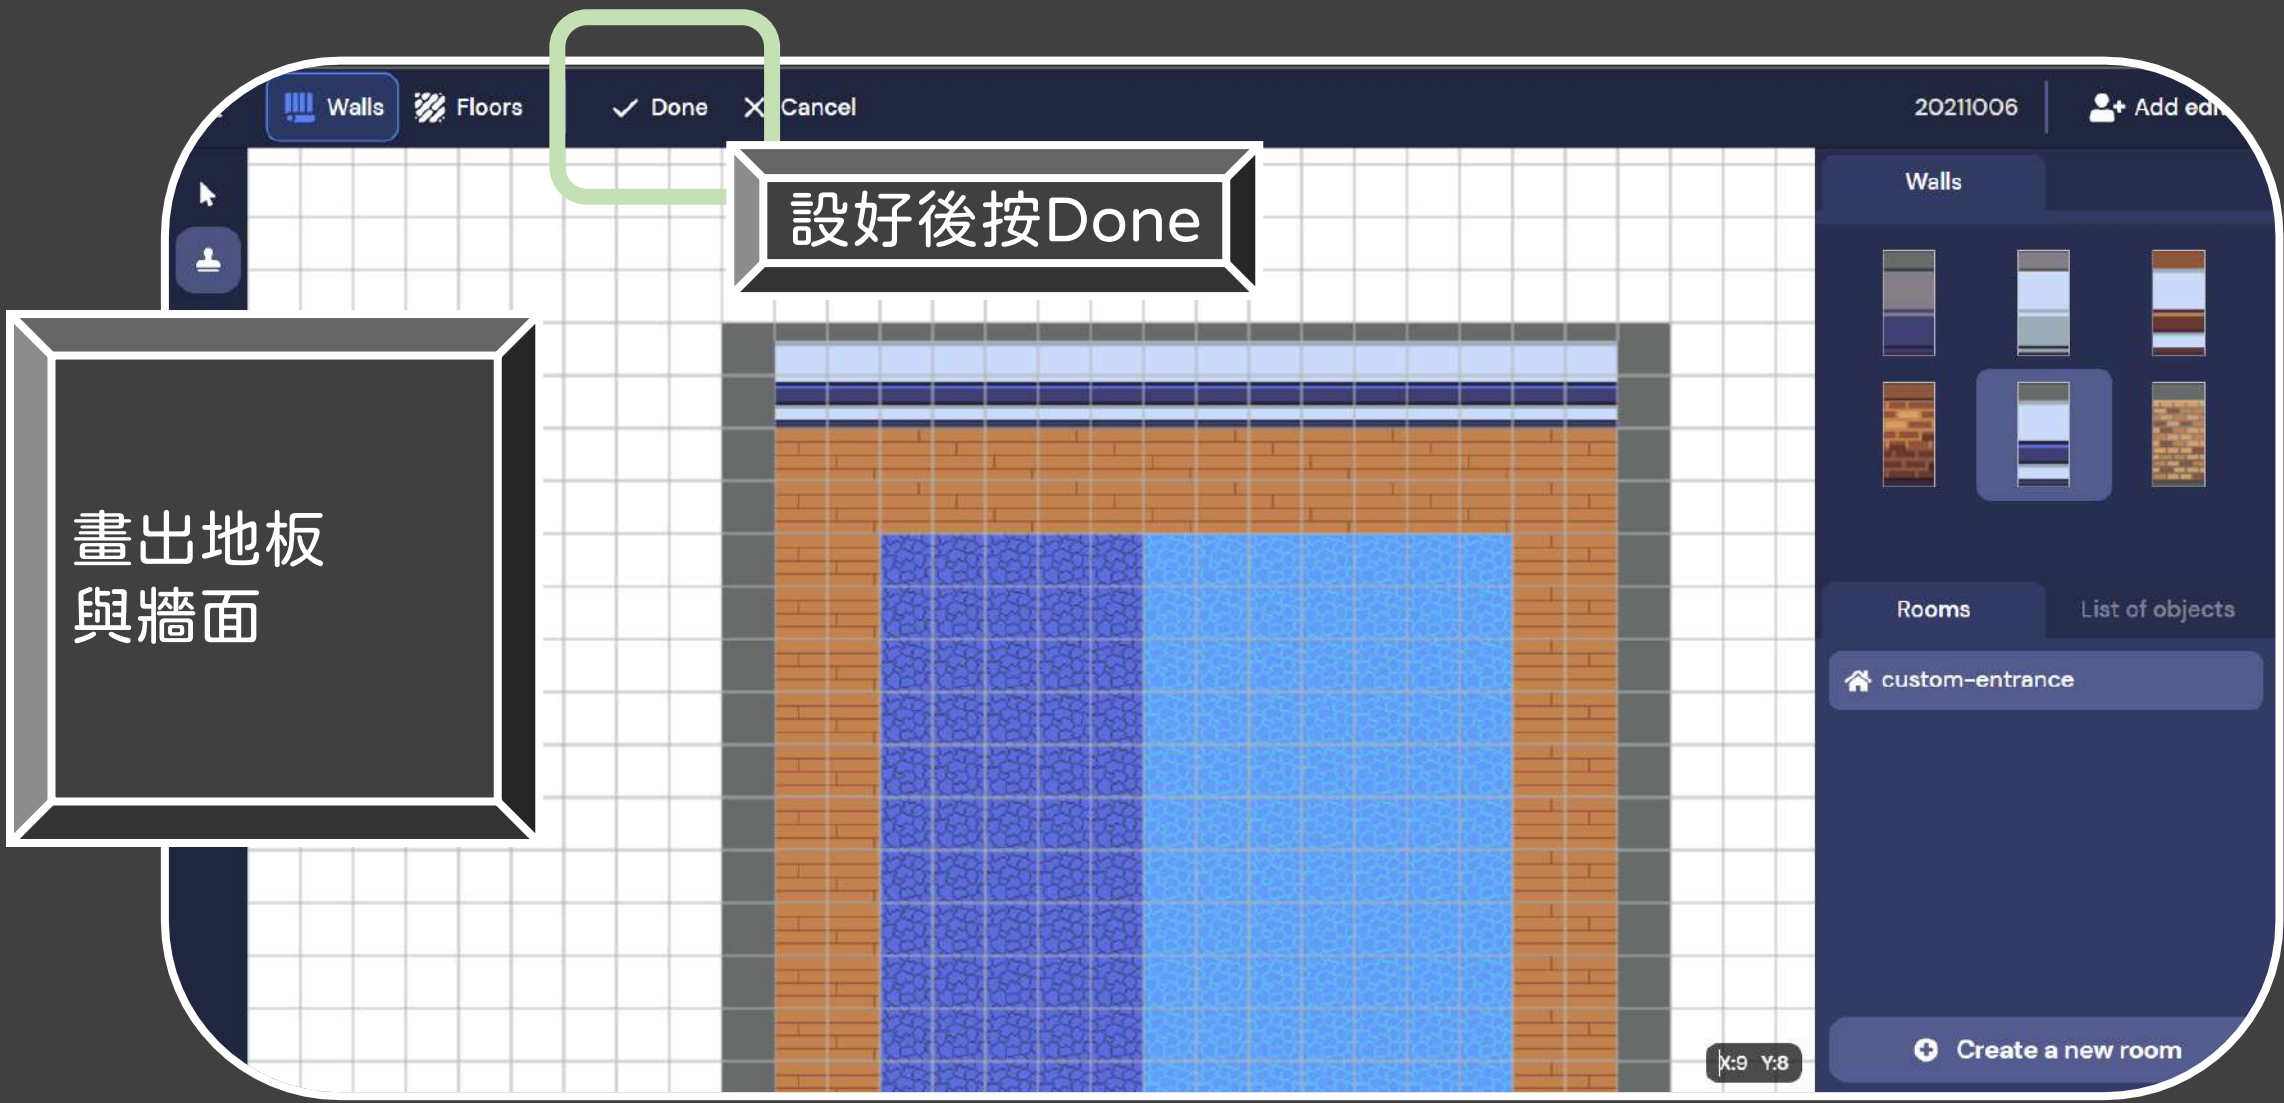 Walls
Floors
Done
Cancel
20211006
Add edi
設好後按Done
Walls
畫出地板
與牆面
Rooms
List of objects
custom-entrance
Create a new room
X:9 Y:8